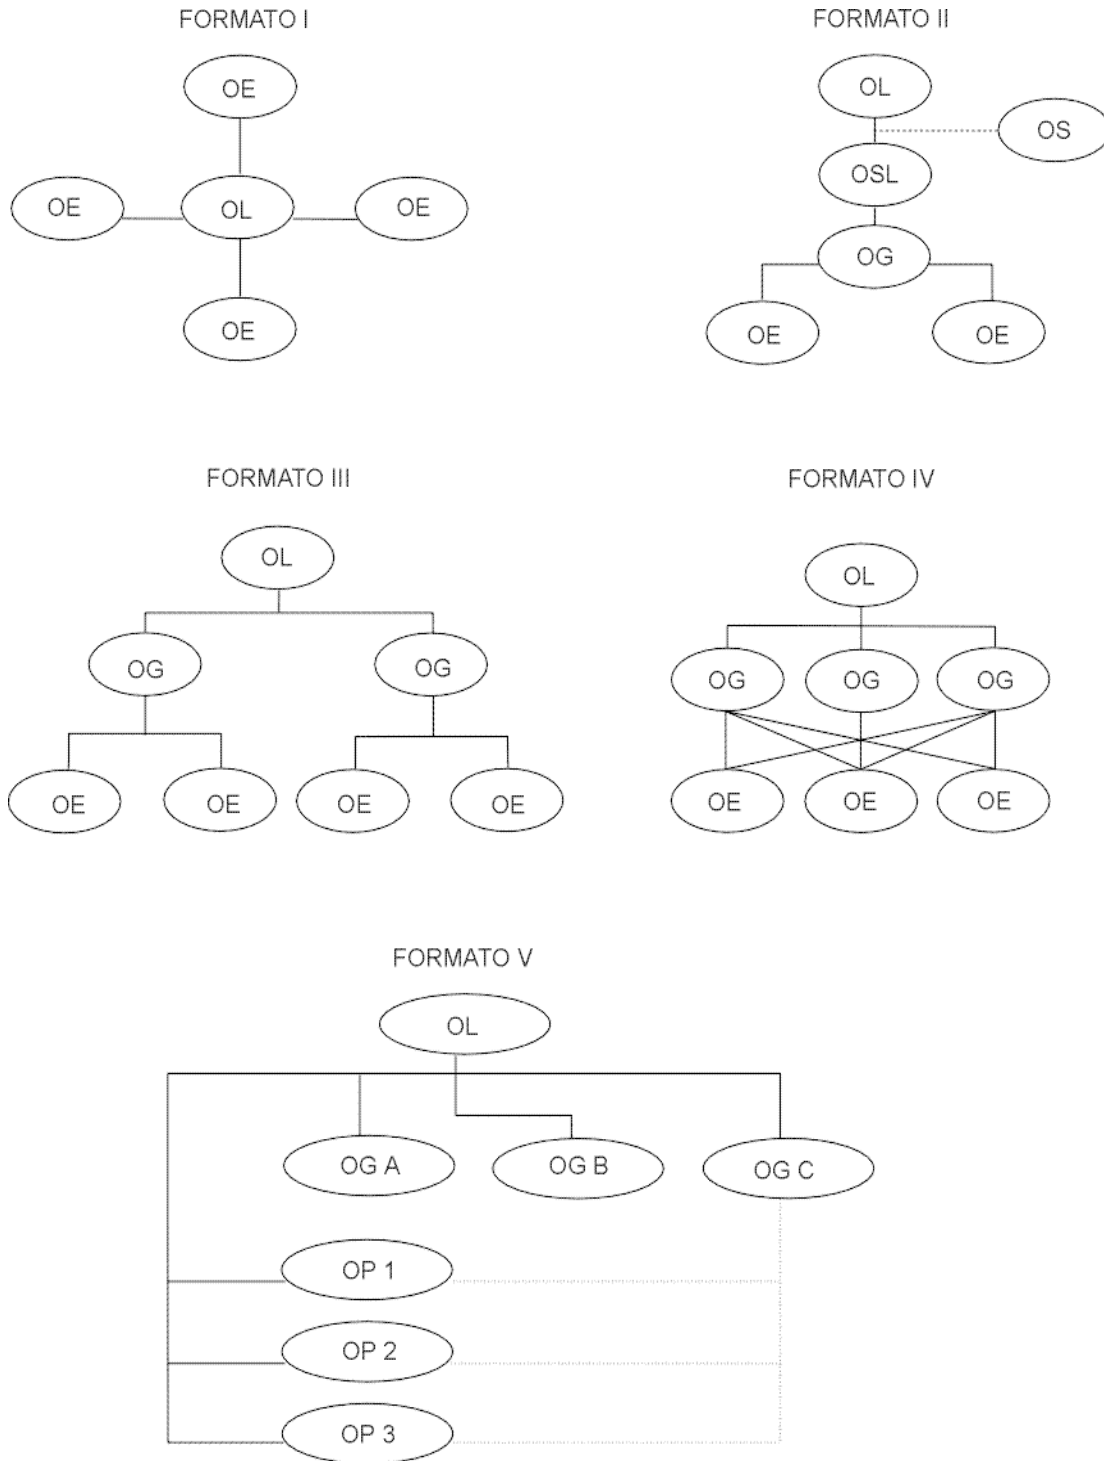 FORMATO I
OE
OE
OL
OE
OE
FORMATO II
OL
OS
OSL
OG
OE
OE
FORMATO III
OL
OG
OG
OE
OE
OE
OE
FORMATO IV
OL
OG
OG
OG
OE
OE
OE
FORMATO V
OL
OG A
OG B
OG C
OP 1
OP 2
OP 3